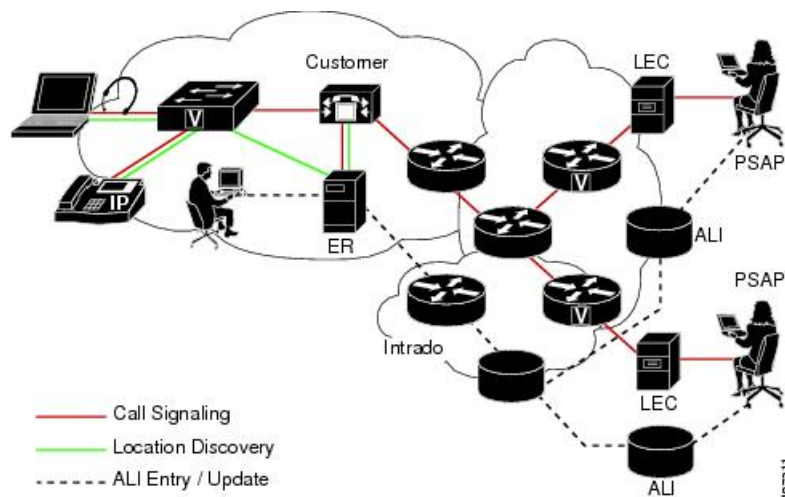 Customer
LEC
V
V
PSAP
IP
ER
ALI
PSAP
V
Intrado
LEC
Call Signaling
Location Discovery
ALI Entry / Update
ALI